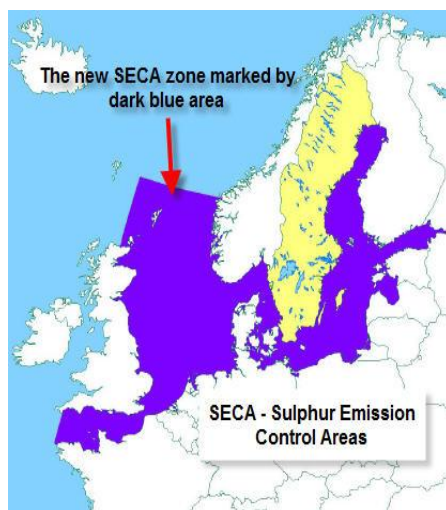 The new SECA zone marked by
dark blue area
SECA - Sulphur Emission
Control Areas